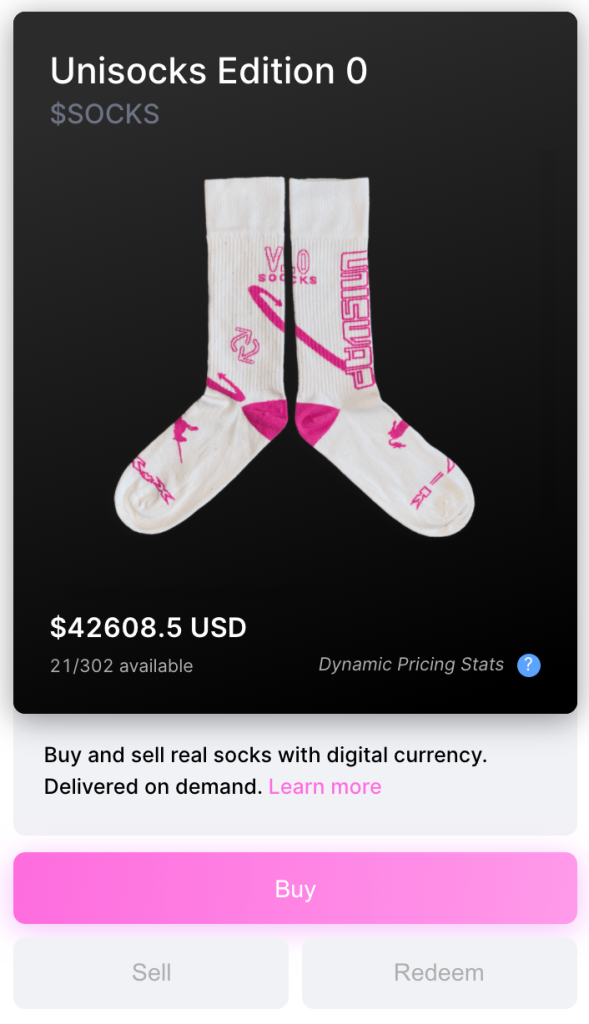 Unisocks Edition 0
$SOCKS
V.0
SOCKS
UNISWAP
$42608.5 USD
21/302 available
Dynamic Pricing Stats ?
Buy and sell real socks with digital currency.
Delivered on demand. Learn more
Buy
Sell
Redeem